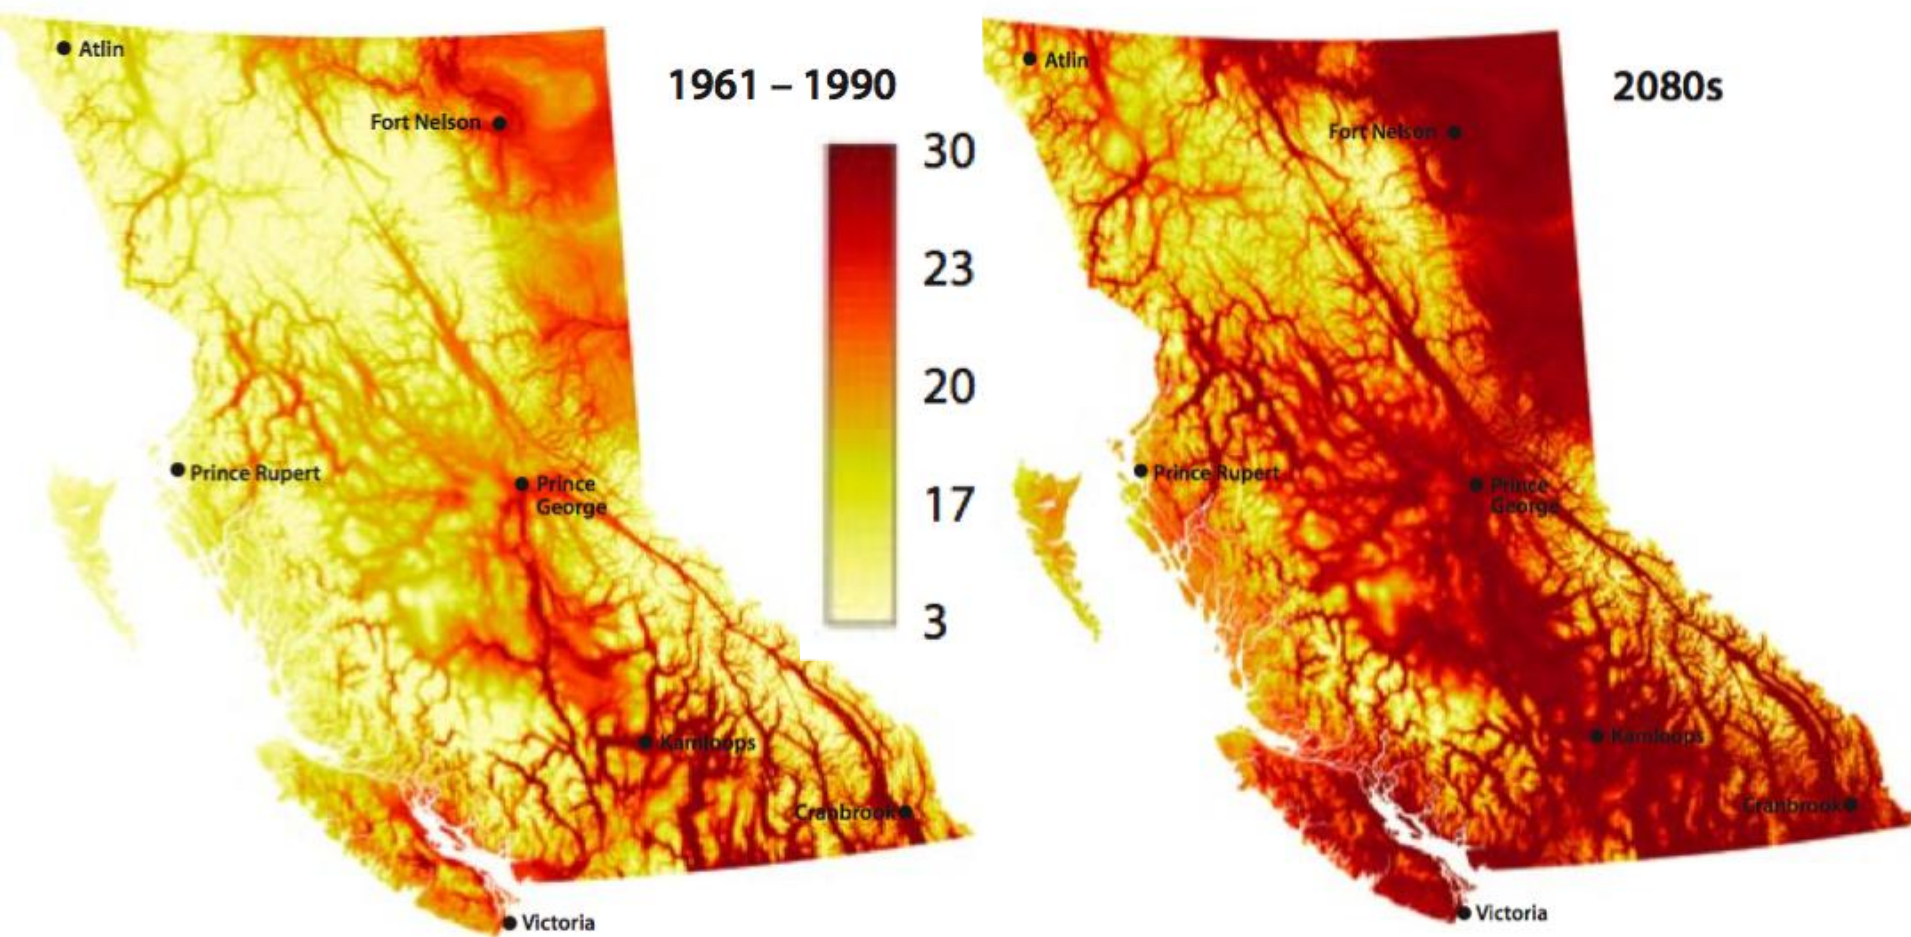 Atlin
Fort Nelson
Prince Rupert
Prince
George
Kamloops
Cranbrook
Victoria
1961 – 1990
30
23
20
17
3
2080s
Atlin
Fort Nelson
Prince Rupert
Prince
George
Kamloops
Cranbrook
Victoria